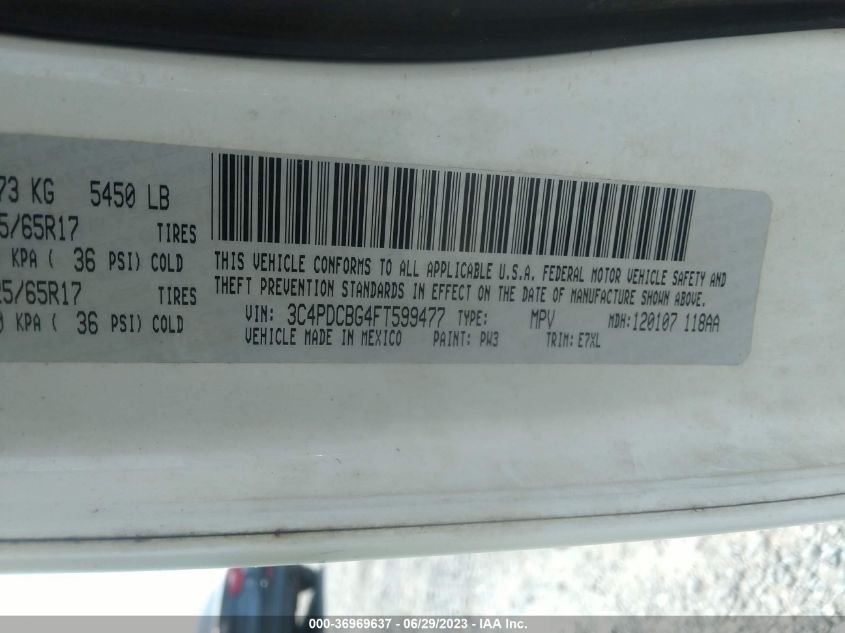 73 KG 5450 LB
5/65R17 TIRES
KPA ( 36 PSI) COLD
25/65R17 TIRES
0 KPA ( 36 PSI) COLD
THIS VEHICLE CONFORMS TO ALL APPLICABLE U.S.A. FEDERAL MOTOR VEHICLE SAFETY AND
THEFT PREVENTION STANDARDS IN EFFECT ON THE DATE OF MANUFACTURE SHOWN ABOVE.
VIN: 3C4PDCBG4FT599477 TYPE: MPV MDH:120107 118AA
VEHICLE MADE IN MEXICO PAINT: PW3 TRIM: E7XL
000-36969637 - 06/29/2023 - IAA Inc.